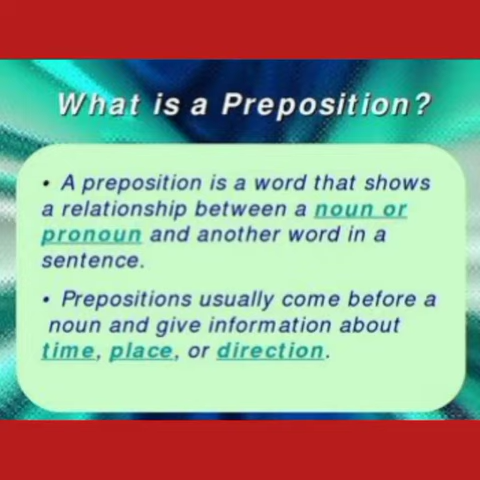 What is a Preposition?
• A preposition is a word that shows
a relationship between a noun or
pronoun and another word in a
sentence.
• Prepositions usually come before a
noun and give information about
time, place, or direction.